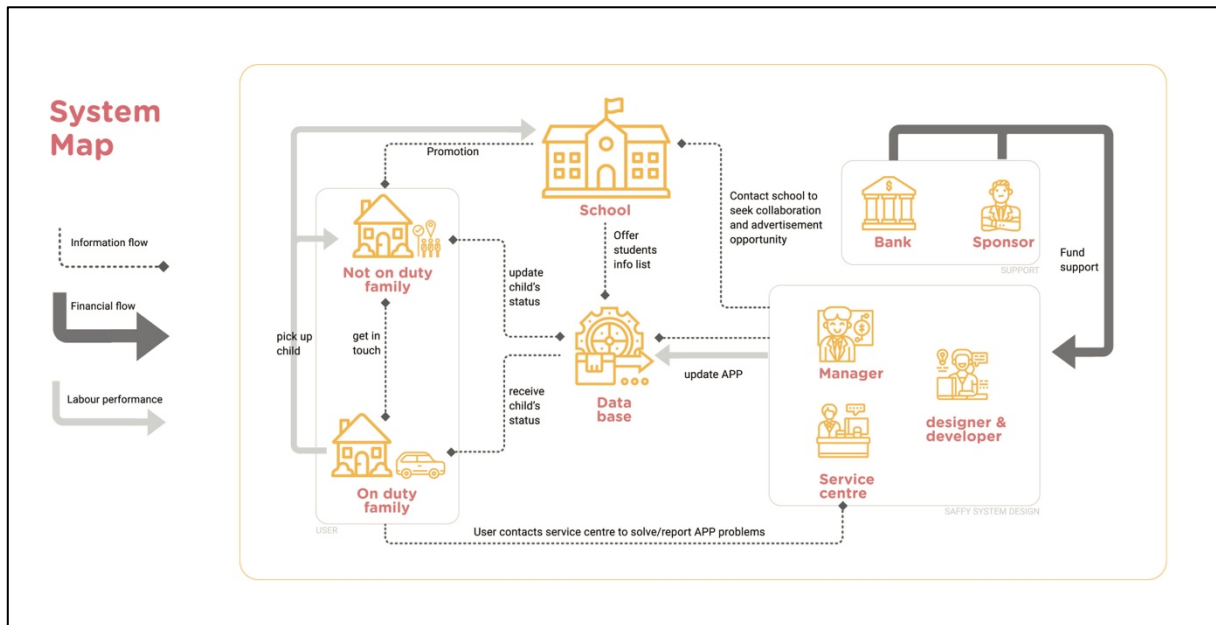 System
Map
Information flow
Financial flow
Labour performance
Promotion
School
Offer
students
info list
Contact school to
seek collaboration
and advertisement
opportunity
Bank
Sponsor
SUPPORT
Fund
support
Not on duty
family
update
child's
status
pick up
child
get in
touch
receive
child's
status
Data
base
update APP
Manager
designer &
developer
Service
centre
SAFFY SYSTEM DESIGN
On duty
family
USER
User contacts service centre to solve/report APP problems
$